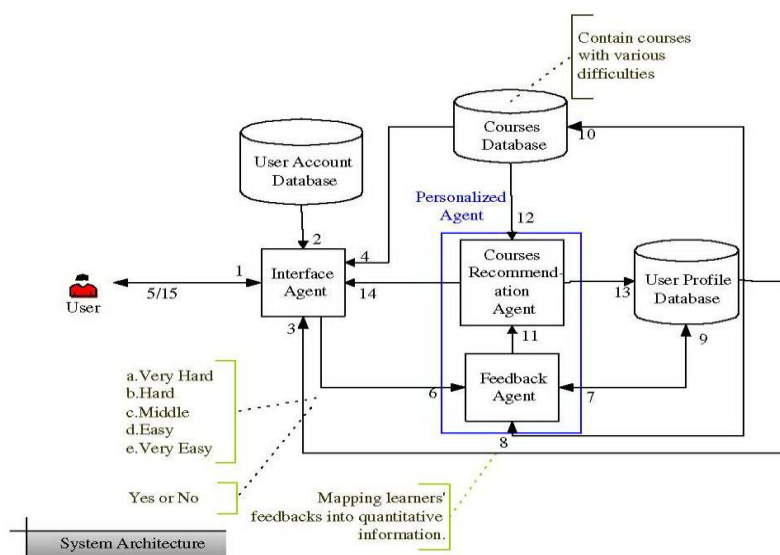 Contain courses
with various
difficulties
Courses
Database
10
User Account
Database
Personalized
Agent
12
2
4
1
Interface
Agent
Courses
Recommend-
ation
Agent
User Profile
Database
5/15
User
14
13
3
11
9
a.Very Hard
b.Hard
c.Middle
d.Easy
e.Very Easy
6
Feedback
Agent
7
8
Yes or No
Mapping learners'
feedbacks into quantitative
information.
System Architecture